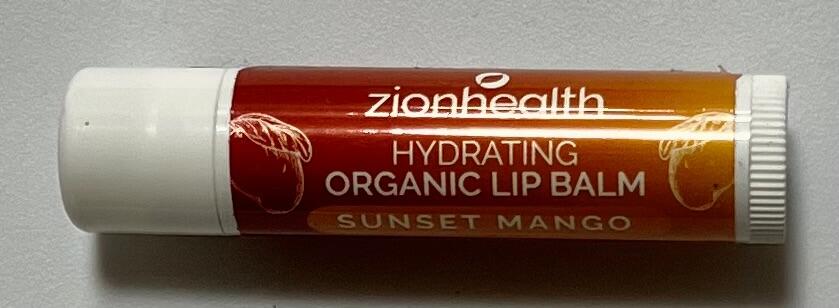 zionhealth
HYDRATING
ORGANIC LIP BALM
SUNSET MANGO